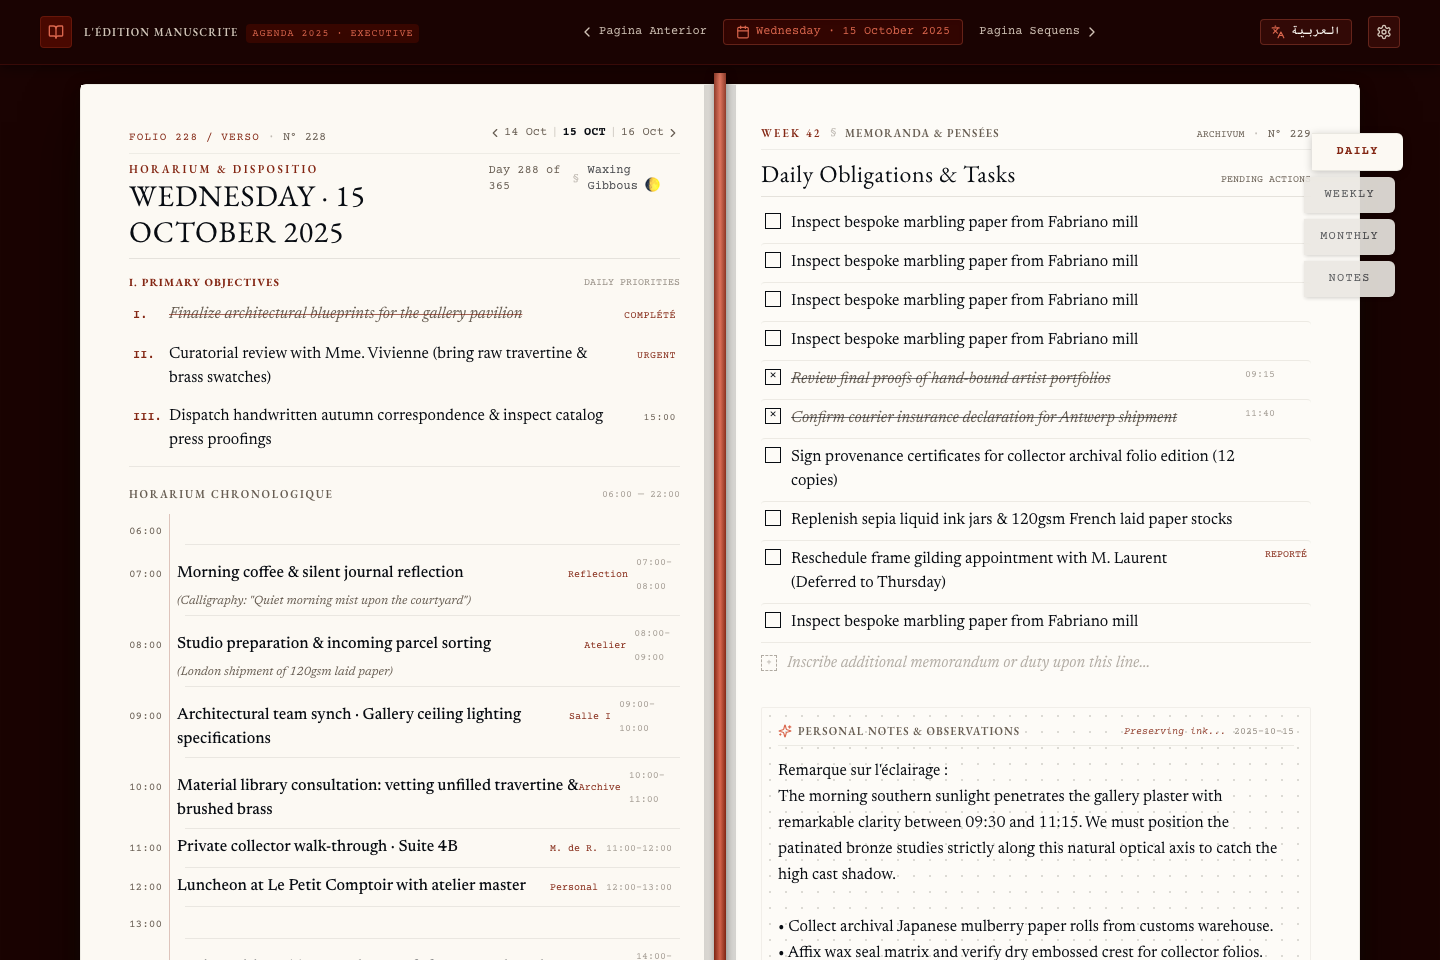 L'ÉDITION MANUSCRITE AGENDA 2025 · EXECUTIVE
Pagina Anterior
Wednesday · 15 October 2025
Pagina Sequens
العربية
FOLIO 228 / VERSO · N° 228
14 Oct | 15 OCT | 16 Oct
HORARIUM & DISPOSITIO
WEDNESDAY · 15
OCTOBER 2025
Day 288 of
365
§
Waxing
Gibbous
I. PRIMARY OBJECTIVES
DAILY PRIORITIES
I. Finalize architectural blueprints for the gallery pavilion COMPLÉTÉ
II. Curatorial review with Mme. Vivienne (bring raw travertine & URGENT
brass swatches)
III. Dispatch handwritten autumn correspondence & inspect catalog 15:00
press proofings
HORARIUM CHRONOLOGIQUE 06:00 — 22:00
06:00
07:00 Morning coffee & silent journal reflection Reflection 07:00-
08:00
(Calligraphy: "Quiet morning mist upon the courtyard")
08:00 Studio preparation & incoming parcel sorting Atelier 08:00-
09:00
(London shipment of 120gsm laid paper)
09:00 Architectural team synch · Gallery ceiling lighting Salle I 09:00-
10:00
specifications
10:00 Material library consultation: vetting unfilled travertine & Archive 10:00-
11:00
brushed brass
11:00 Private collector walk-through · Suite 4B M. de R. 11:00-12:00
12:00 Luncheon at Le Petit Comptoir with atelier master Personal 12:00-13:00
13:00
14:00-
WEEK 42 § MEMORANDA & PENSÉES
ARCHIVUM · N° 229
Daily Obligations & Tasks
PENDING ACTIONS
Inspect bespoke marbling paper from Fabriano mill
Inspect bespoke marbling paper from Fabriano mill
Inspect bespoke marbling paper from Fabriano mill
Inspect bespoke marbling paper from Fabriano mill
Review final proofs of hand-bound artist portfolios 09:15
Confirm courier insurance declaration for Antwerp shipment 11:40
Sign provenance certificates for collector archival folio edition (12
copies)
Replenish sepia liquid ink jars & 120gsm French laid paper stocks
Reschedule frame gilding appointment with M. Laurent REPORTÉ
(Deferred to Thursday)
Inspect bespoke marbling paper from Fabriano mill
+ Inscribe additional memorandum or duty upon this line...
PERSONAL NOTES & OBSERVATIONS
Preserving ink... 2025-10-15
Remarque sur l'éclairage :
The morning southern sunlight penetrates the gallery plaster with
remarkable clarity between 09:30 and 11:15. We must position the
patinated bronze studies strictly along this natural optical axis to catch the
high cast shadow.
• Collect archival Japanese mulberry paper rolls from customs warehouse.
• Affix wax seal matrix and verify dry embossed crest for collector folios.
DAILY
WEEKLY
MONTHLY
NOTES